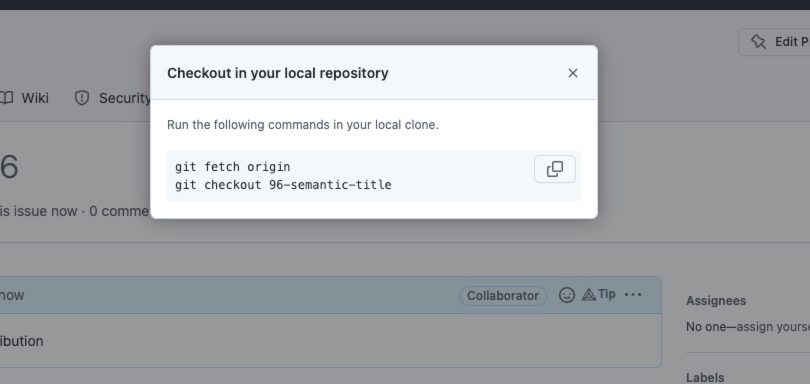 Edit P
Checkout in your local repository
Wiki
Security
Run the following commands in your local clone.
6
git fetch origin
git checkout 96-semantic-title
is issue now · 0 comme
now
Collaborator
Tip
Assignees
No one—assign yourse
ibution
Labels